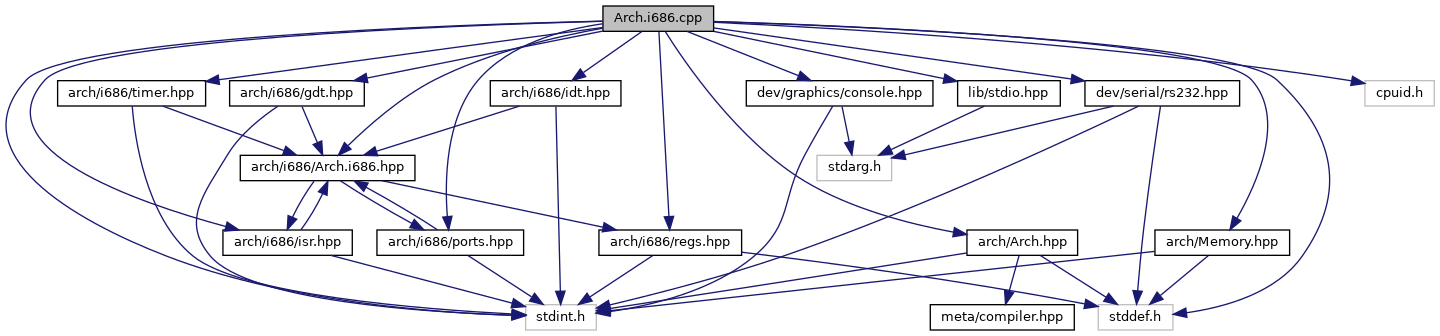 Arch.i686.cpp
arch/i686/timer.hpp
arch/i686/gdt.hpp
arch/i686/idt.hpp
dev/graphics/console.hpp
lib/stdio.hpp
dev/serial/rs232.hpp
cpuid.h
arch/i686/Arch.i686.hpp
stdarg.h
arch/i686/isr.hpp
arch/i686/ports.hpp
arch/i686/regs.hpp
arch/Arch.hpp
arch/Memory.hpp
stdint.h
meta/compiler.hpp
stddef.h